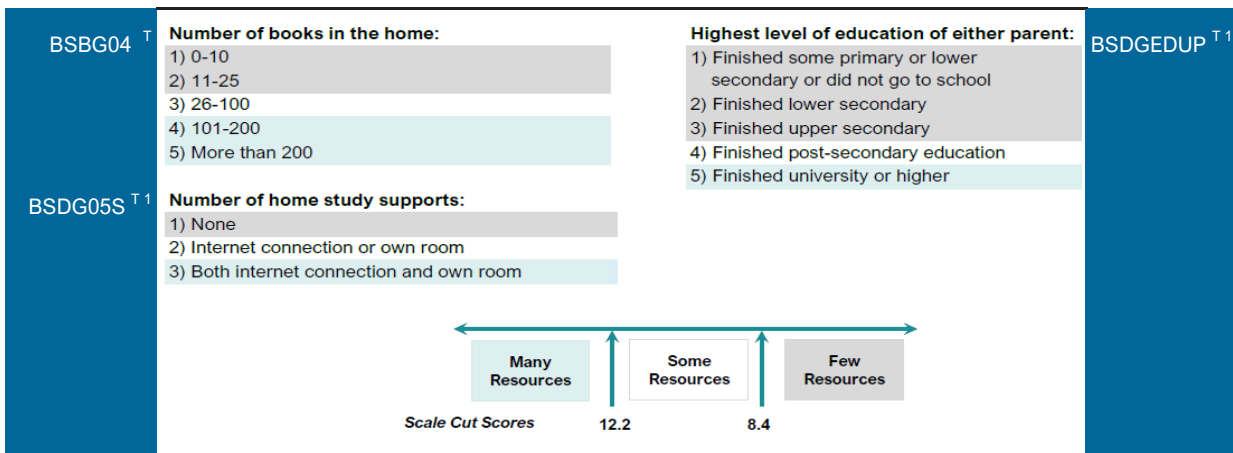 BSBG04 T
Number of books in the home:
1) 0-10
2) 11-25
3) 26-100
4) 101-200
5) More than 200
BSDG05S T 1
Number of home study supports:
1) None
2) Internet connection or own room
3) Both internet connection and own room
Highest level of education of either parent:
BSDGEDUP T 1
1) Finished some primary or lower
secondary or did not go to school
2) Finished lower secondary
3) Finished upper secondary
4) Finished post-secondary education
5) Finished university or higher
Many
Resources
Some
Resources
Few
Resources
Scale Cut Scores 12.2 8.4